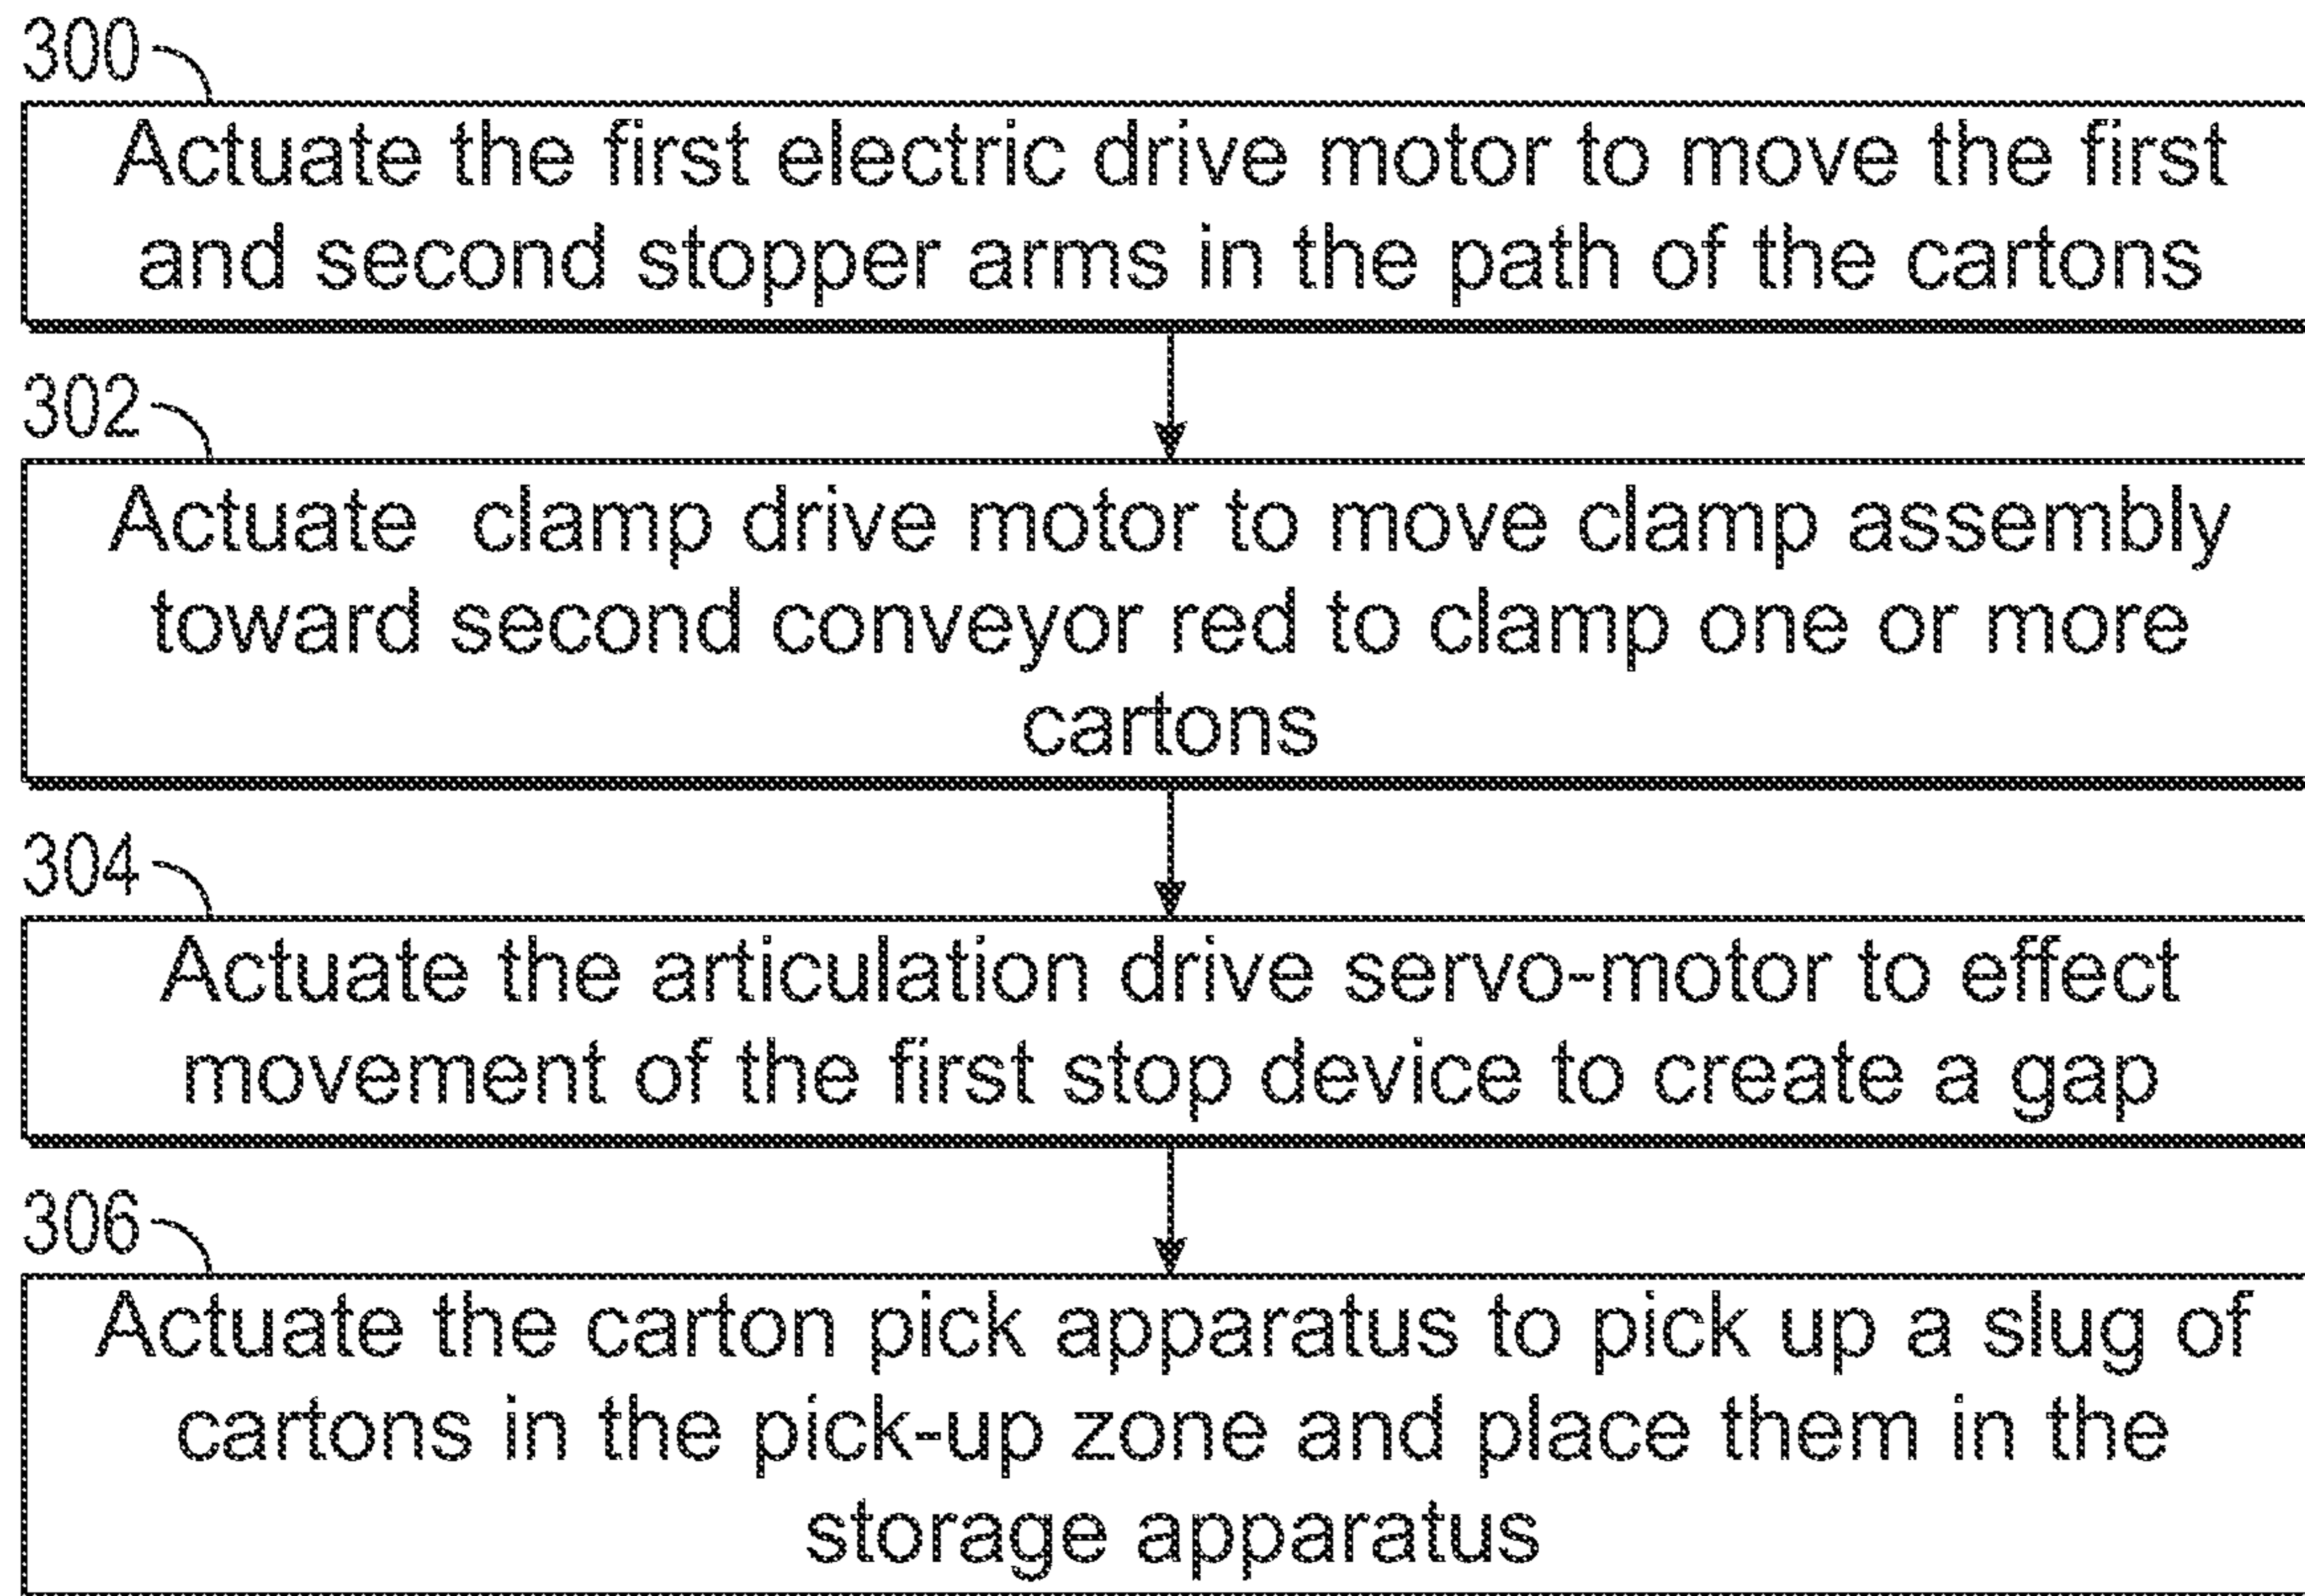 300
Actuate the first electric drive motor to move the first
and second stopper arms in the path of the cartons
302
Actuate clamp drive motor to move clamp assembly
toward second conveyor red to clamp one or more
cartons
304
Actuate the articulation drive servo-motor to effect
movement of the first stop device to create a gap
306
Actuate the carton pick apparatus to pick up a slug of
cartons in the pick-up zone and place them in the
storage apparatus